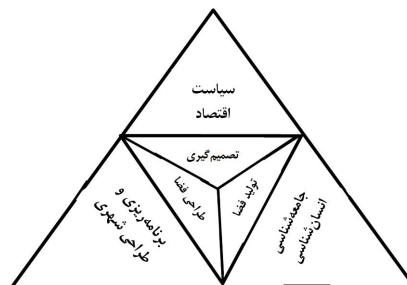 سیاست
اقتصاد
تصمیم‌گیری
تولید فضا
طراحی فضا
جامعه‌شناسی
انسان‌شناسی
برنامه‌ریزی و
طراحی شهری